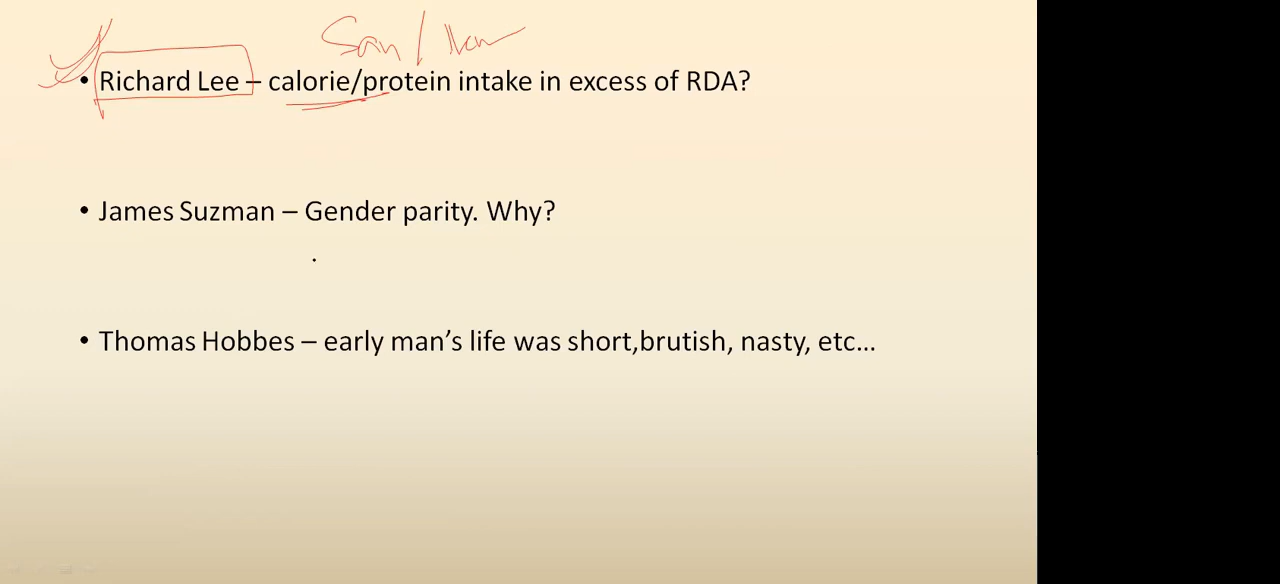 San /
• Richard Lee – calorie/protein intake in excess of RDA?
• James Suzman – Gender parity. Why?
• Thomas Hobbes – early man’s life was short,brutish, nasty, etc…